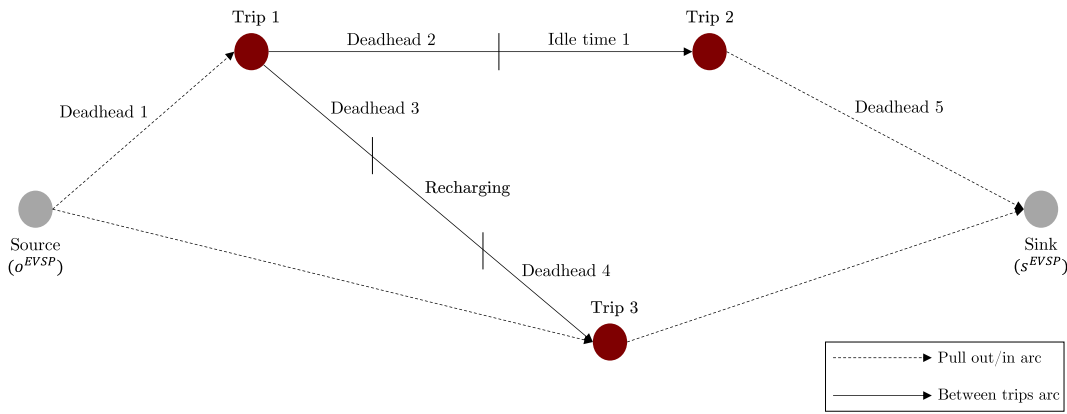 Trip 1
Trip 2
Deadhead 2
Idle time 1
Deadhead 1
Deadhead 3
Deadhead 5
Recharging
Source
(o^{EVSP})
Sink
(s^{EVSP})
Deadhead 4
Trip 3
Pull out/in arc
Between trips arc